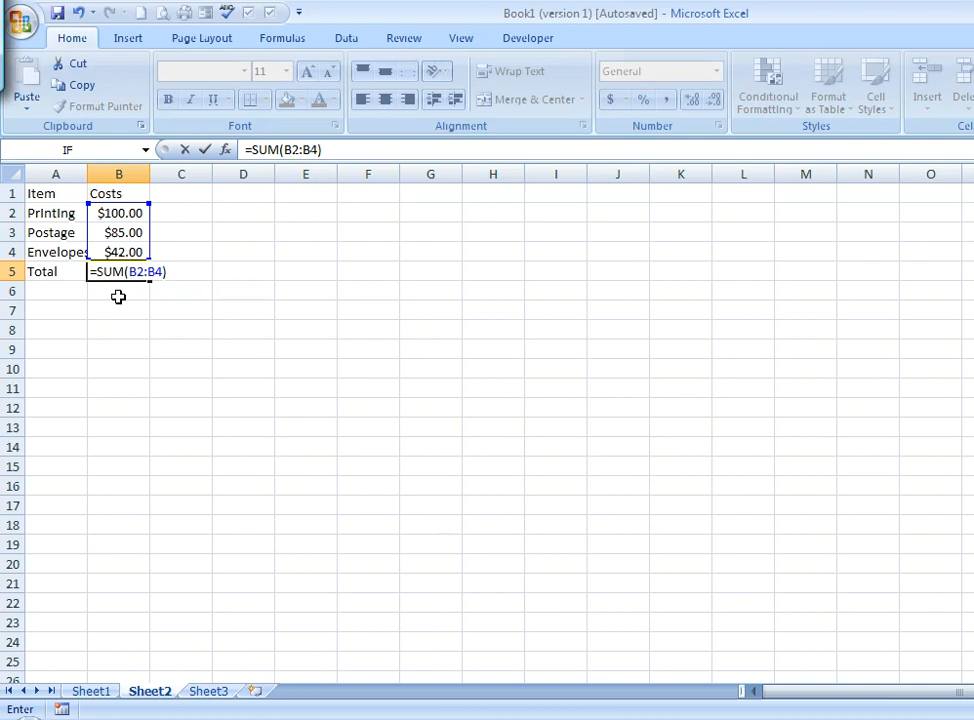 Book1 (version 1) [Autosaved] - Microsoft Excel
Home Insert Page Layout Formulas Data Review View Developer
Paste
Cut
Copy
Format Painter
11
B I U
A A
Wrap Text
Merge & Center
General
$ % ,
Conditional Formatting
Format as Table
Cell Styles
Insert
Clipboard Font Alignment Number Styles
IF fx =SUM(B2:B4)
A B C D E F G H I J K L M N O
1 Item Costs
2 Printing $100.00
3 Postage $85.00
4 Envelopes $42.00
5 Total =SUM(B2:B4)
6
7
8
9
10
11
12
13
14
15
16
17
18
19
20
21
22
23
24
25
26
Sheet1 Sheet2 Sheet3
Enter